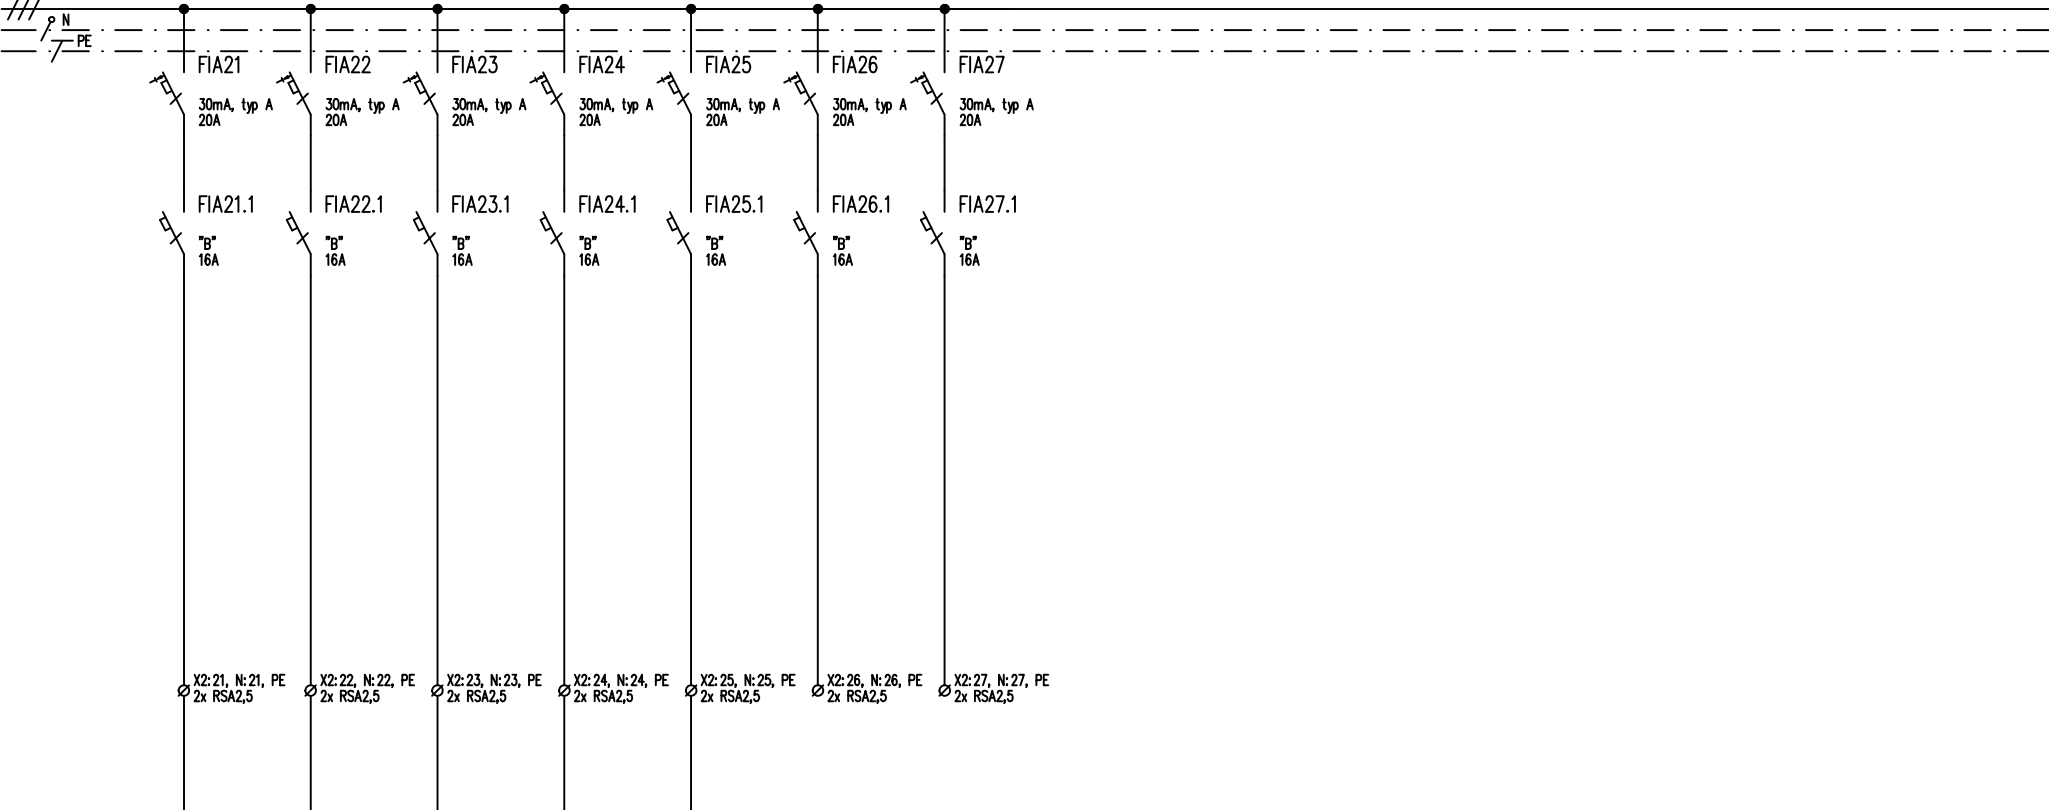 N
PE
FIA21 FIA22 FIA23 FIA24 FIA25 FIA26 FIA27
30mA, typ A 30mA, typ A 30mA, typ A 30mA, typ A 30mA, typ A 30mA, typ A 30mA, typ A
20A 20A 20A 20A 20A 20A 20A
FIA21.1 FIA22.1 FIA23.1 FIA24.1 FIA25.1 FIA26.1 FIA27.1
"B" "B" "B" "B" "B" "B" "B"
16A 16A 16A 16A 16A 16A 16A
X2:21, N:21, PE X2:22, N:22, PE X2:23, N:23, PE X2:24, N:24, PE X2:25, N:25, PE X2:26, N:26, PE X2:27, N:27, PE
2x RSA2,5 2x RSA2,5 2x RSA2,5 2x RSA2,5 2x RSA2,5 2x RSA2,5 2x RSA2,5